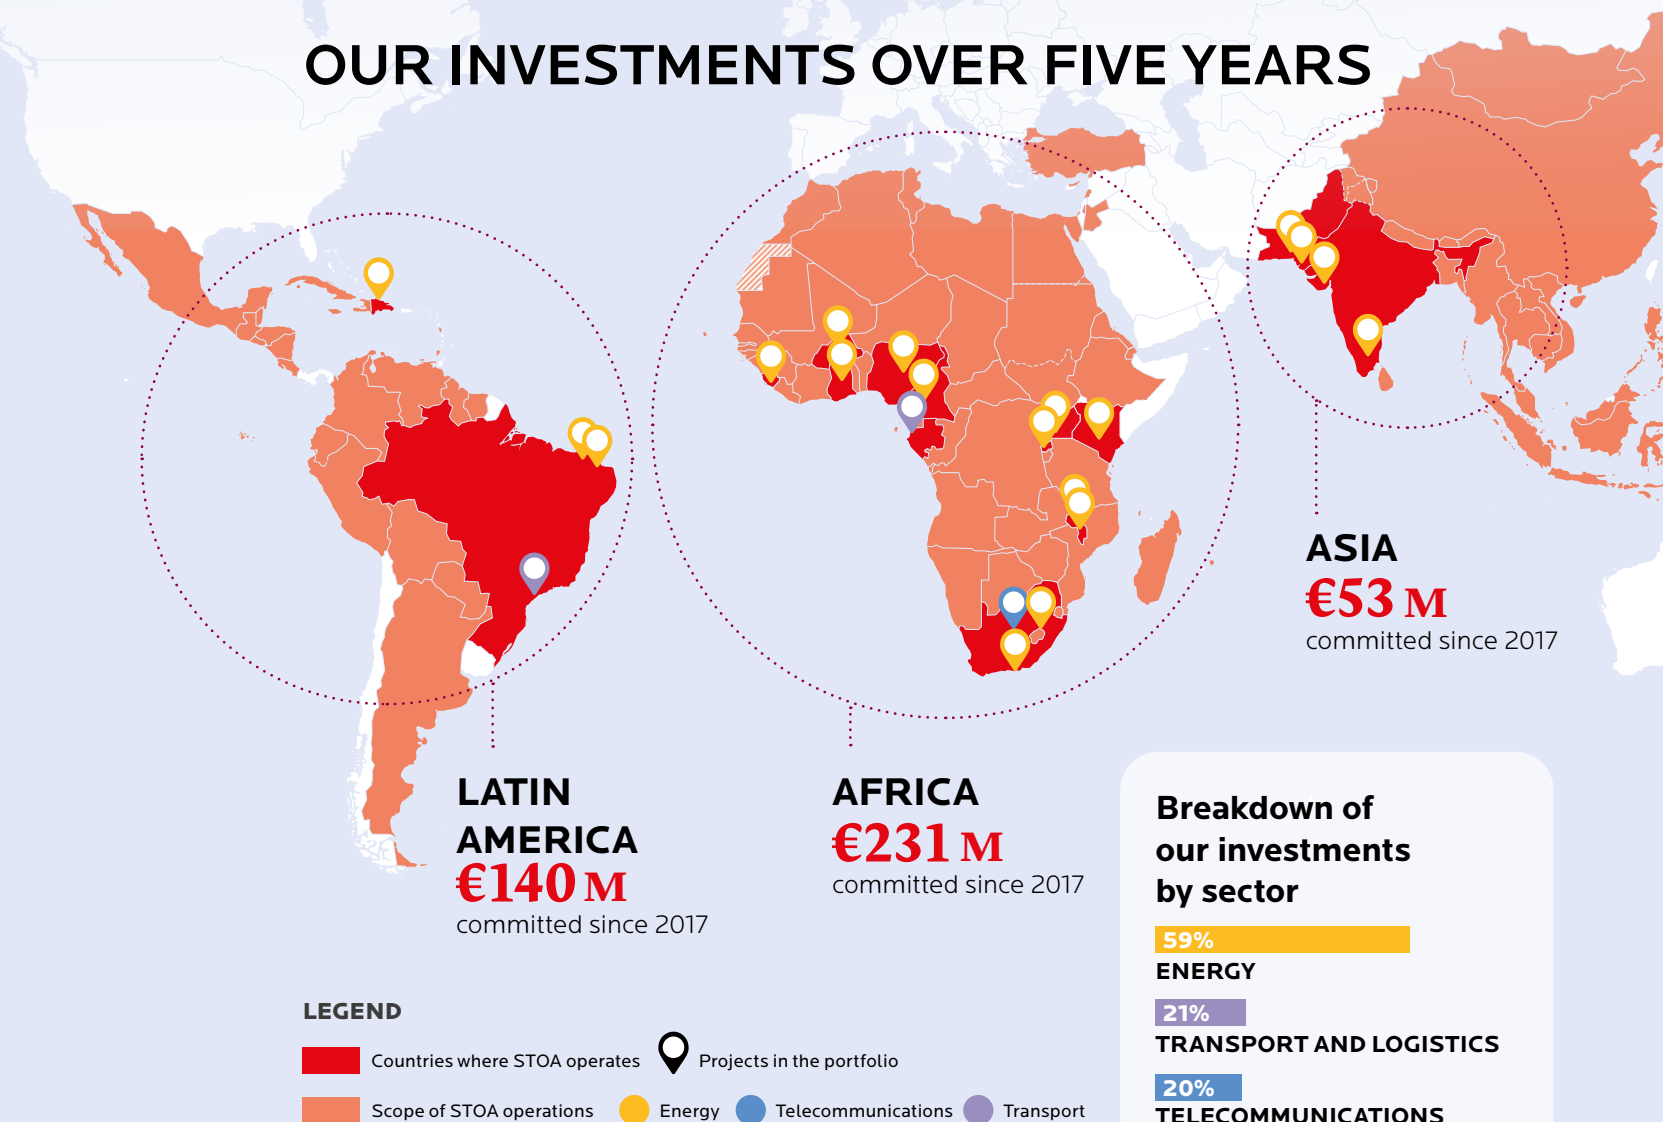 OUR INVESTMENTS OVER FIVE YEARS
ASIA
€53 M
committed since 2017
LATIN
AMERICA
€140 M
committed since 2017
AFRICA
€231 M
committed since 2017
Breakdown of
our investments
by sector
59%
ENERGY
21%
TRANSPORT AND LOGISTICS
20%
TELECOMMUNICATIONS
LEGEND
Countries where STOA operates
Projects in the portfolio
Scope of STOA operations
Energy
Telecommunications
Transport